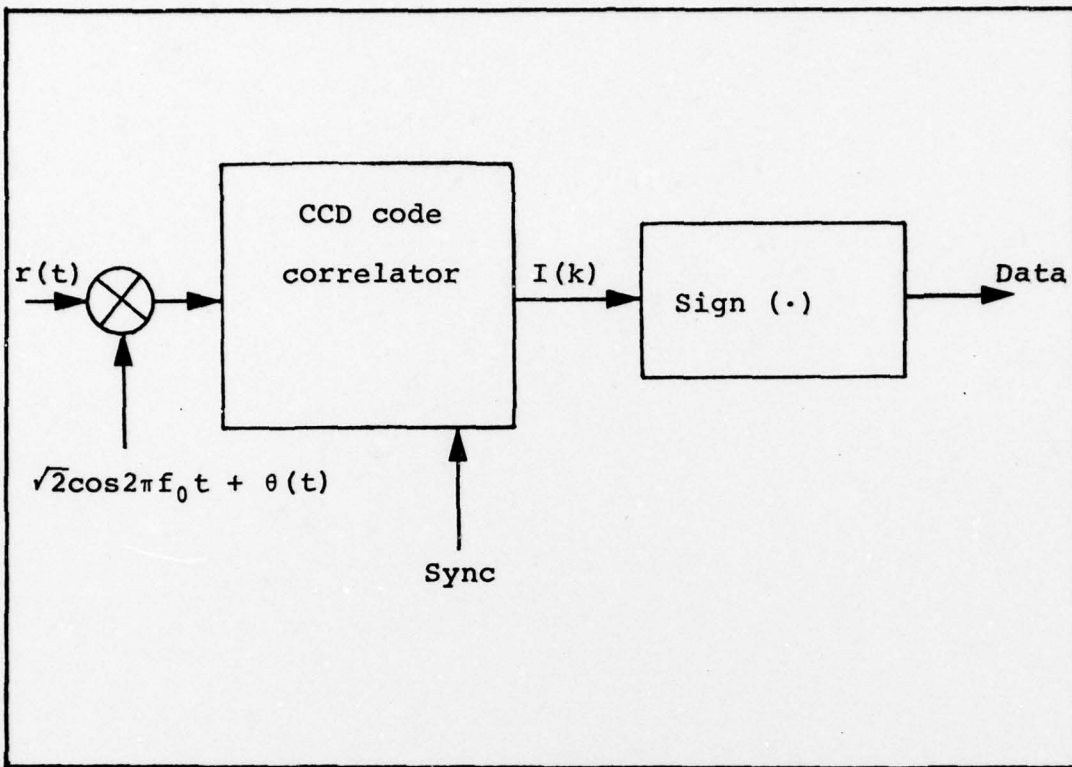 CCD code
correlator
r(t)
I(k)
Sign (·)
Data
√2cos2πf₀t + θ(t)
Sync